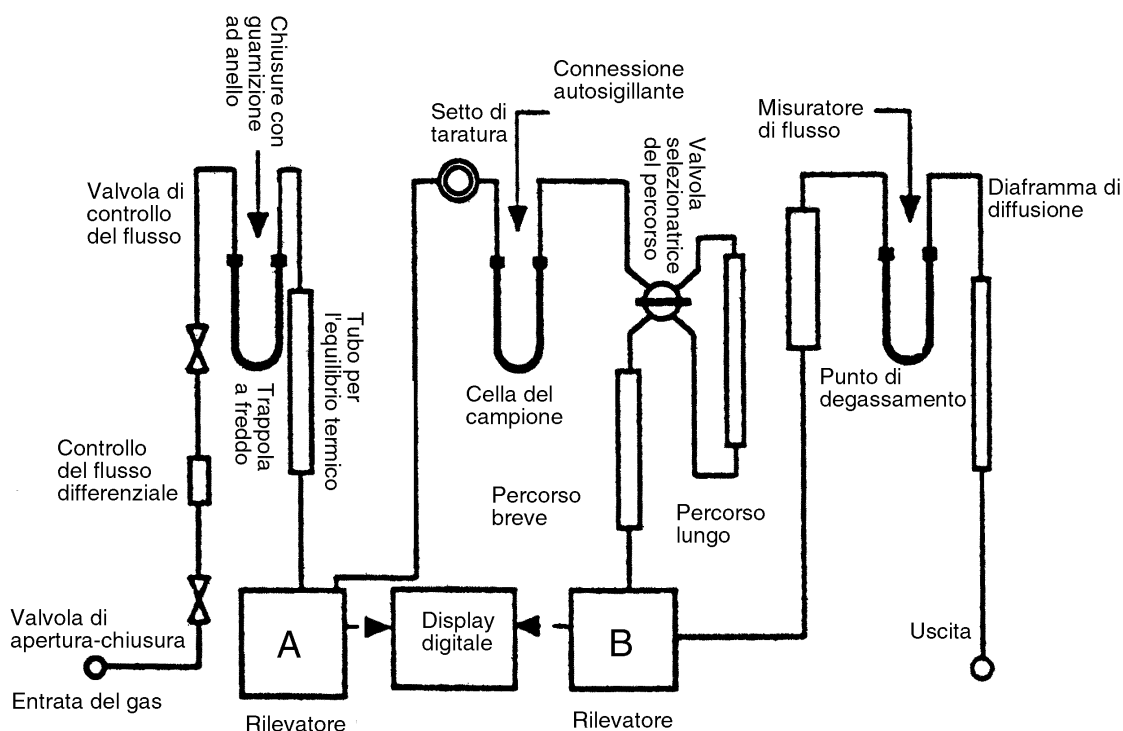 Chiusure con
guarnizione
ad anello
Connessione
autosigillante
Setto di
taratura
Misuratore
di flusso
Valvola
selezionatrice
del percorso
Valvola di
controllo
del flusso
Diaframma di
diffusione
Tubo per
l'equilibrio termico
Trappola
a freddo
Cella del
campione
Punto di
degassamento
Controllo
del flusso
differenziale
Percorso
breve
Percorso
lungo
Valvola di
apertura-chiusura
A
Display
digitale
B
Uscita
Entrata del gas
Rilevatore
Rilevatore